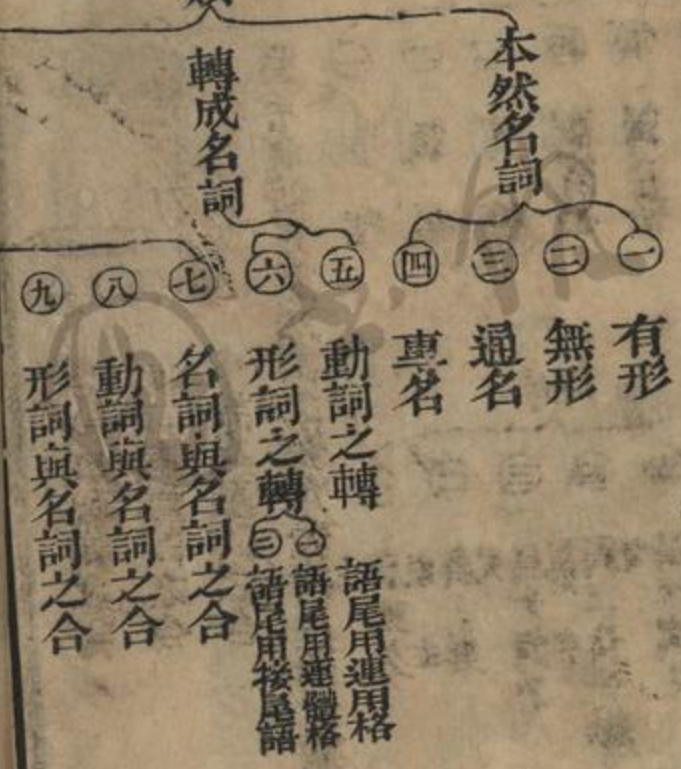 本然名詞
一 有形
二 無形
三 通名
四 專名
轉成名詞
五 動詞之轉 語尾用連用格
六 形詞之轉
一 語尾用連體格
二 語尾用接尾語
七 名詞與名詞之合
八 動詞與名詞之合
九 形詞與名詞之合